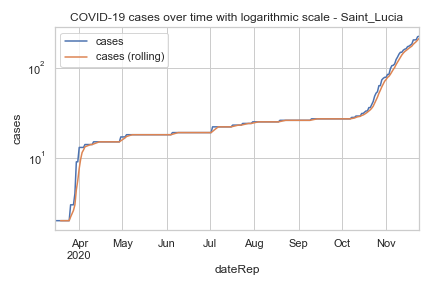 COVID-19 cases over time with logarithmic scale - Saint_Lucia
cases
cases (rolling)
10²
10¹
cases
Apr May Jun Jul Aug Sep Oct Nov
2020
dateRep